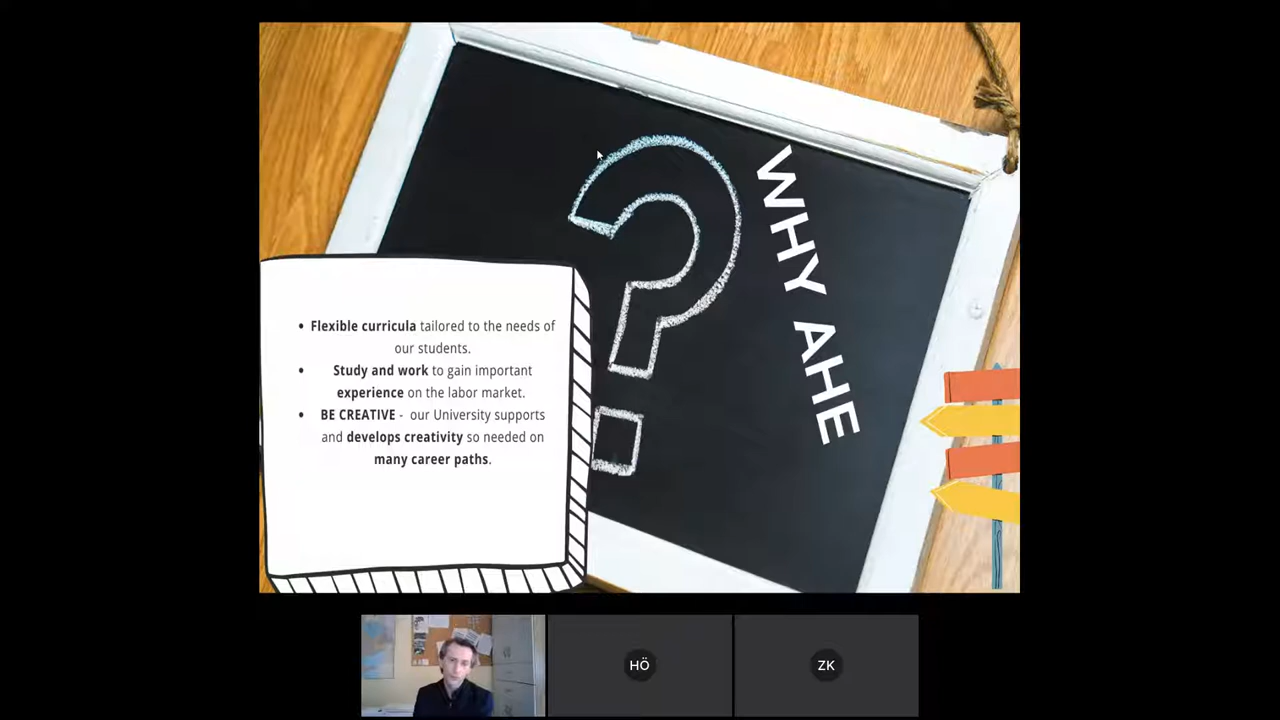 WHY AHE
• Flexible curricula tailored to the needs of
our students.
• Study and work to gain important
experience on the labor market.
• BE CREATIVE - our University supports
and develops creativity so needed on
many career paths.
HÖ
ZK